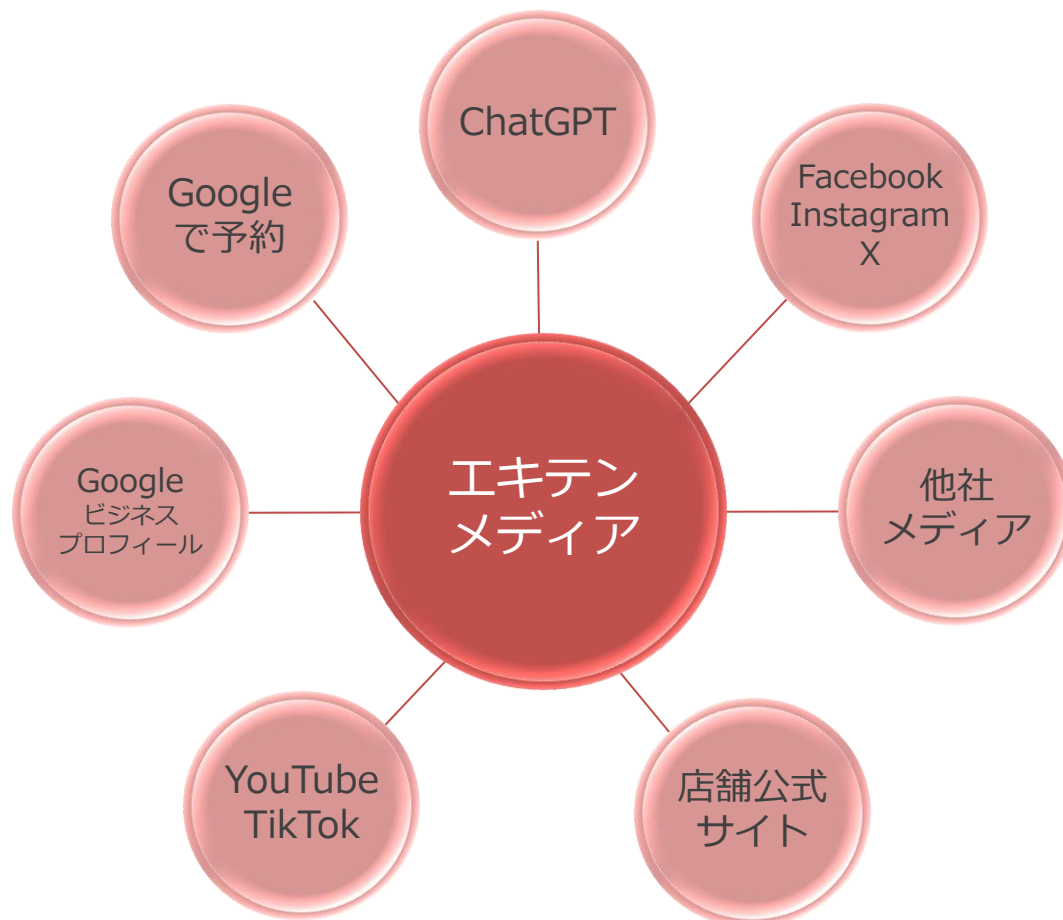 ChatGPT
Google
で予約
Facebook
Instagram
X
エキテン
メディア
Google
ビジネス
プロフィール
他社
メディア
YouTube
TikTok
店舗公式
サイト